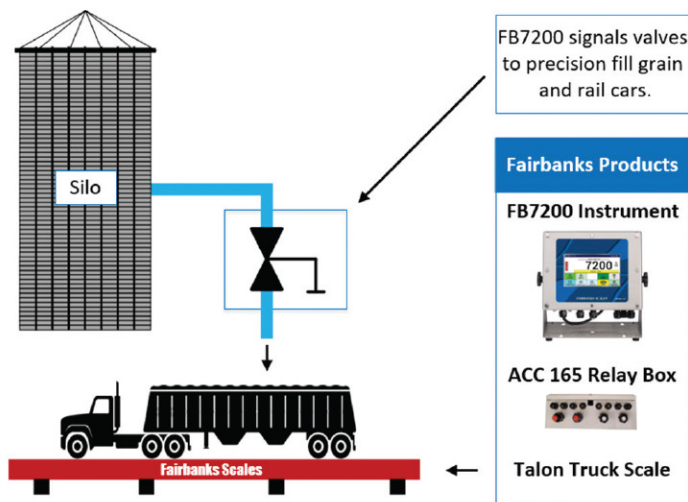 FB7200 signals valves
to precision fill grain
and rail cars.
Silo
Fairbanks Products
FB7200 Instrument
7200
ACC 165 Relay Box
Talon Truck Scale
Fairbanks Scales